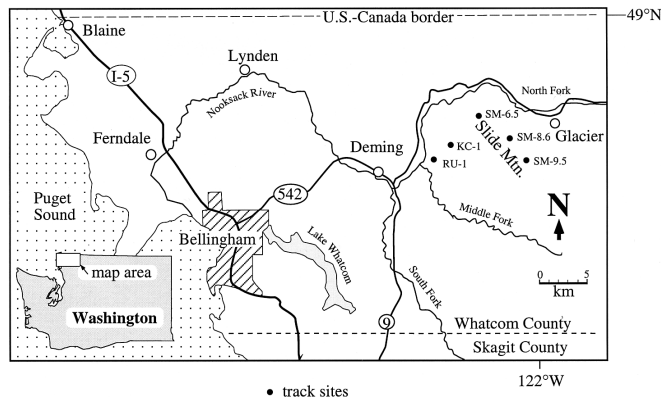 U.S.-Canada border
49°N
Blaine
Lynden
I-5
Nooksack River
North Fork
SM-6.5
Glacier
Slide Mtn.
SM-8.6
Ferndale
Deming
KC-1
SM-9.5
RU-1
542
Puget
Sound
Middle Fork
N
Bellingham
Lake Whatcom
map area
South Fork
0 5
km
Washington
9
Whatcom County
Skagit County
122°W
track sites